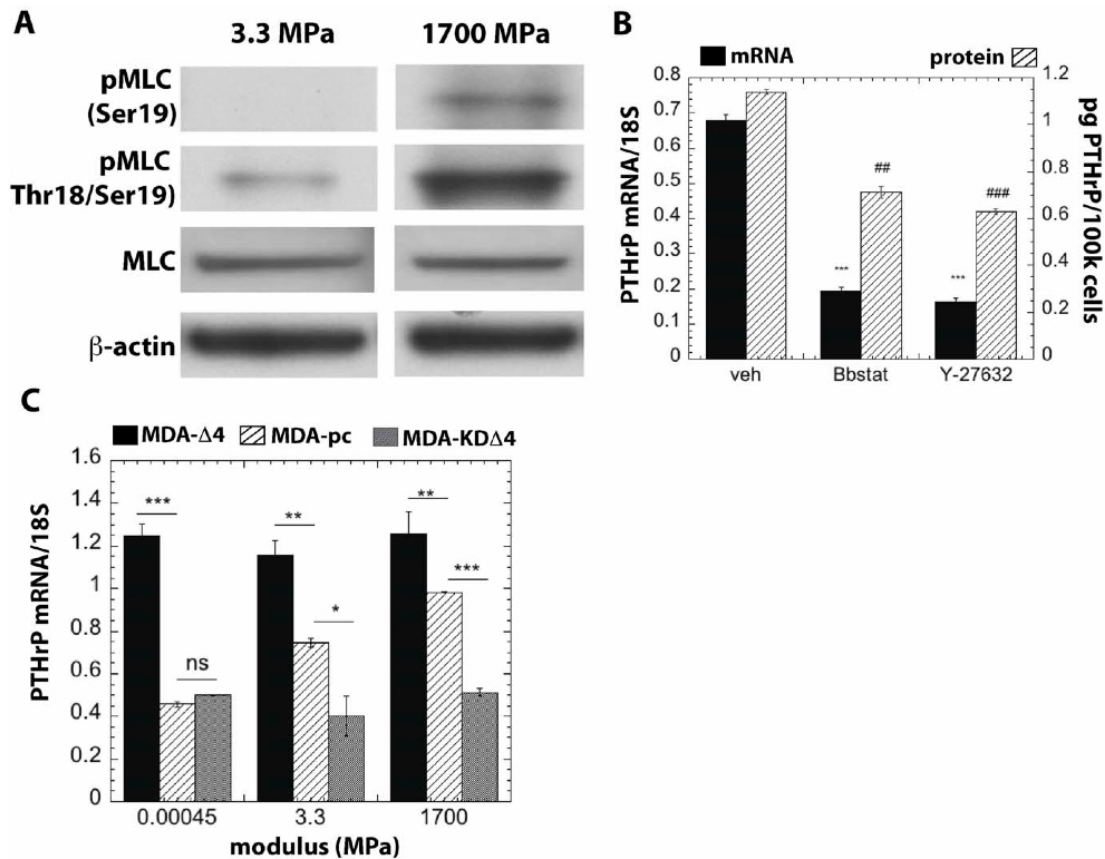 A
3.3 MPa 1700 MPa
pMLC
(Ser19)
pMLC
Thr18/Ser19)
MLC
β-actin
B
mRNA protein
0.8
0.7
0.6
0.5
0.4
0.3
0.2
0.1
0
PTHrP mRNA/18S
1.2
1
0.8
0.6
0.4
0.2
0
pg PTHrP/100k cells
##
###
***
***
veh Bbstat Y-27632
C
MDA-Δ4 MDA-pc MDA-KDΔ4
1.6
1.4
1.2
1
0.8
0.6
0.4
0.2
0
PTHrP mRNA/18S
***
ns
**
*
**
***
0.00045 3.3 1700
modulus (MPa)